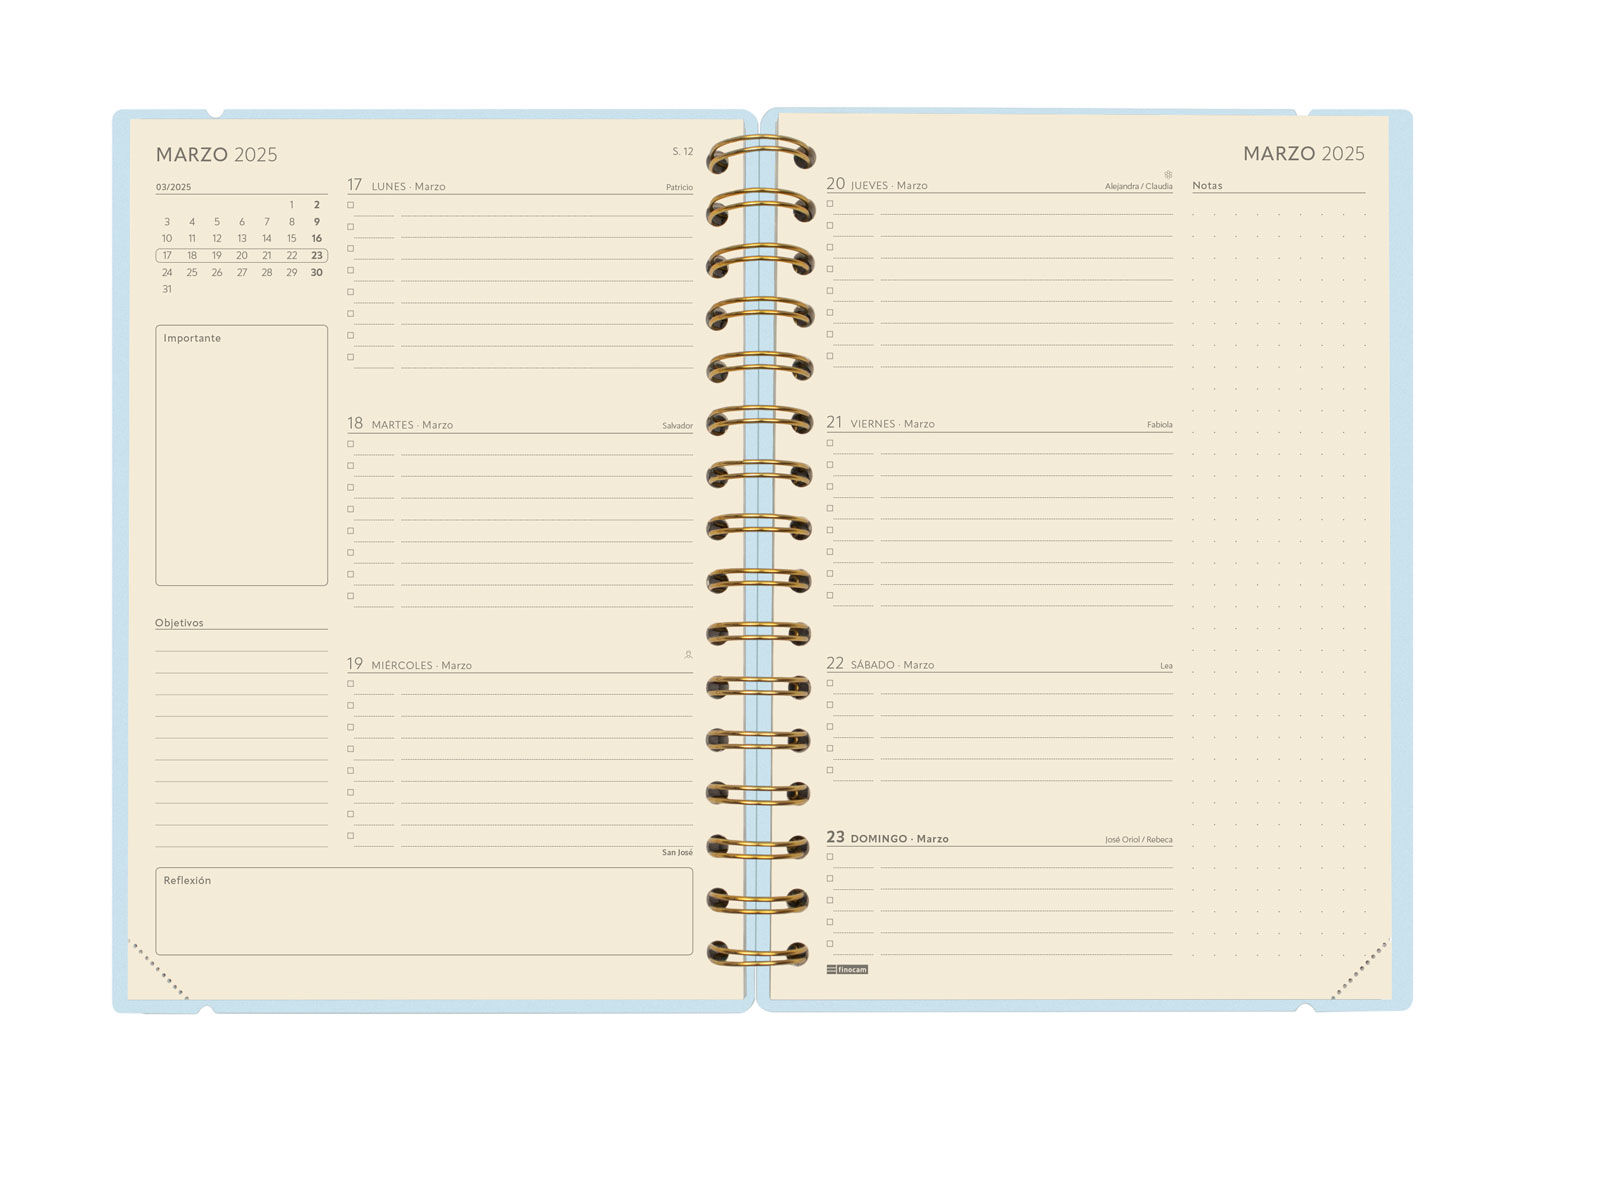 MARZO 2025
S. 12
03/2025
1 2
3 4 5 6 7 8 9
10 11 12 13 14 15 16
17 18 19 20 21 22 23
24 25 26 27 28 29 30
31
Importante
Objetivos
17 LUNES · Marzo Patricio
18 MARTES · Marzo Salvador
19 MIÉRCOLES · Marzo
San José
Reflexión
MARZO 2025
20 JUEVES · Marzo Alejandra / Claudia
21 VIERNES · Marzo Fabiola
22 SÁBADO · Marzo Lea
23 DOMINGO · Marzo José Oriol / Rebeca
finocam
Notas